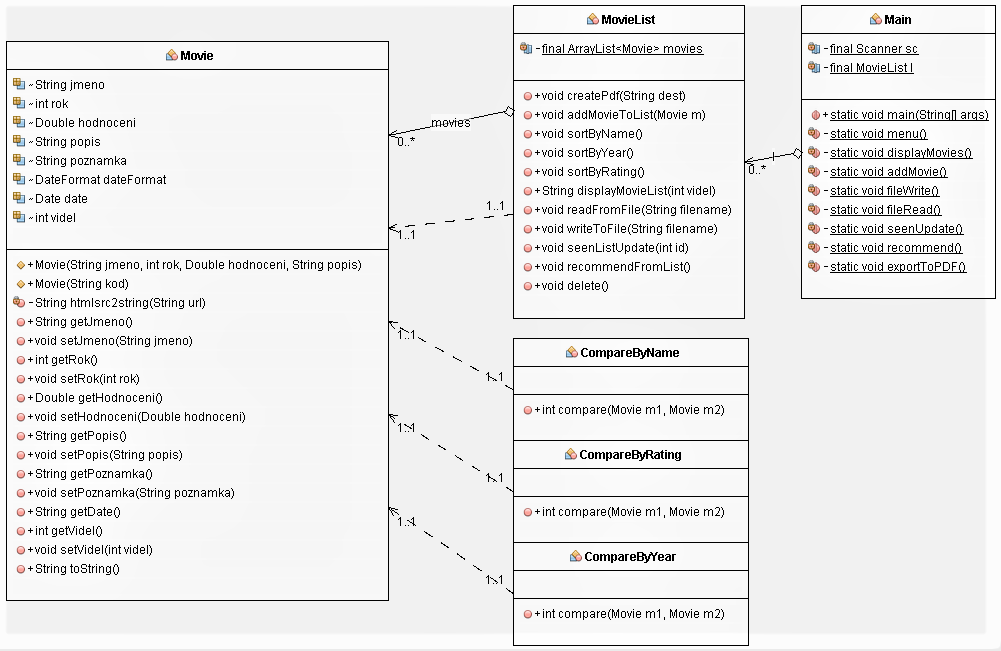 Movie
~String jmeno
~int rok
~Double hodnoceni
~String popis
~String poznamka
~DateFormat dateFormat
~Date date
~int videl
+Movie(String jmeno, int rok, Double hodnoceni, String popis)
+Movie(String kod)
-String htmlsrc2string(String url)
+String getJmeno()
+void setJmeno(String jmeno)
+int getRok()
+void setRok(int rok)
+Double getHodnoceni()
+void setHodnoceni(Double hodnoceni)
+String getPopis()
+void setPopis(String popis)
+String getPoznamka()
+void setPoznamka(String poznamka)
+String getDate()
+int getVidel()
+void setVidel(int videl)
+String toString()
movies
0..*
1..1
1..1
1..1
1..1
1..1
1..1
1..1
1..1
MovieList
-final ArrayList<Movie> movies
+void createPdf(String dest)
+void addMovieToList(Movie m)
+void sortByName()
+void sortByYear()
+void sortByRating()
+String displayMovieList(int videl)
+void readFromFile(String filename)
+void writeToFile(String filename)
+void seenListUpdate(int id)
+void recommendFromList()
+void delete()
CompareByName
+int compare(Movie m1, Movie m2)
CompareByRating
+int compare(Movie m1, Movie m2)
CompareByYear
+int compare(Movie m1, Movie m2)
l
0..*
Main
-final Scanner sc
-final MovieList l
+static void main(String[] args)
-static void menu()
-static void displayMovies()
-static void addMovie()
-static void fileWrite()
-static void fileRead()
-static void seenUpdate()
-static void recommend()
-static void exportToPDF()